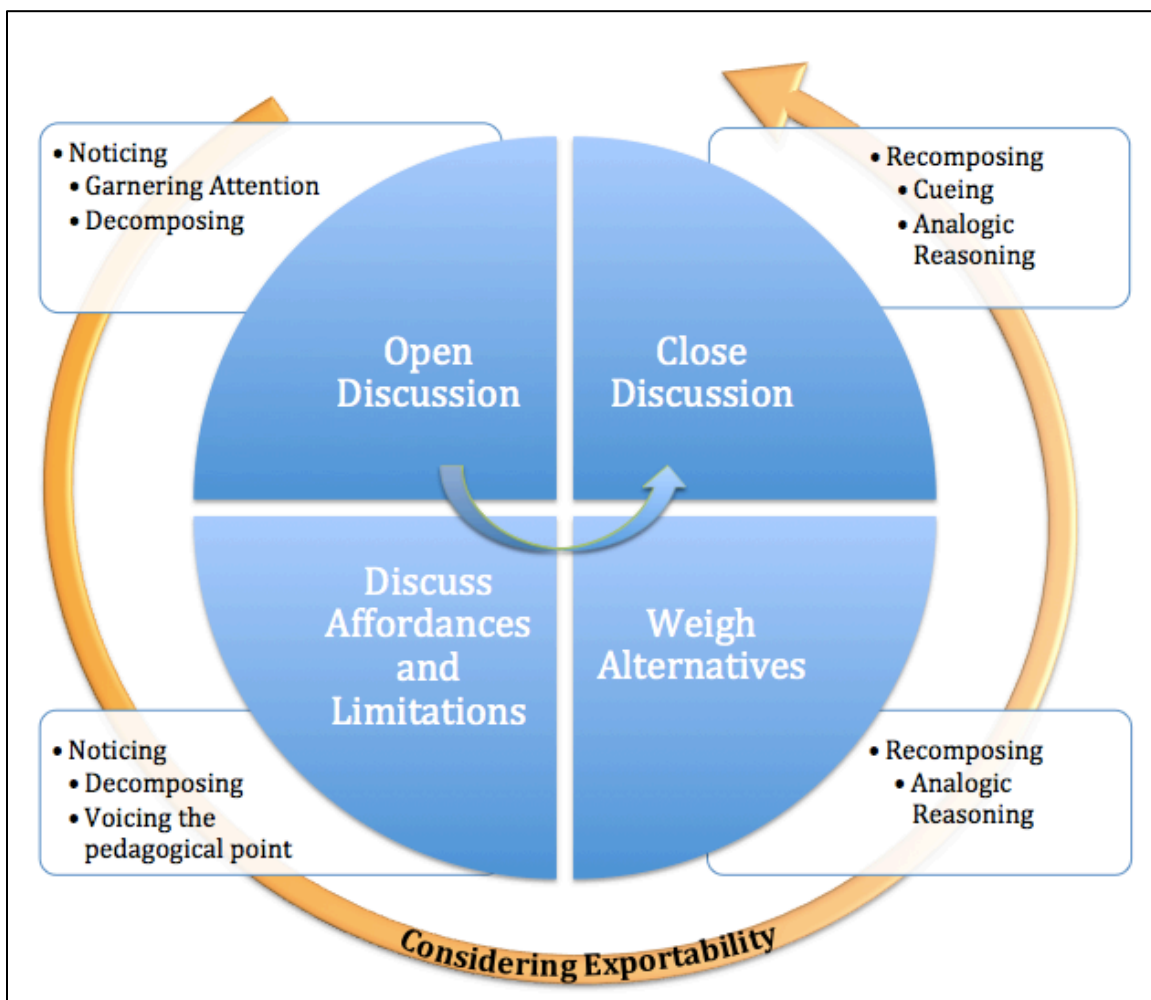 • Noticing
• Garnering Attention
• Decomposing
Open
Discussion
Close
Discussion
• Recomposing
• Cueing
• Analogic
Reasoning
• Noticing
• Decomposing
• Voicing the
pedagogical point
Discuss
Affordances
and
Limitations
Weigh
Alternatives
• Recomposing
• Analogic
Reasoning
Considering Exportability